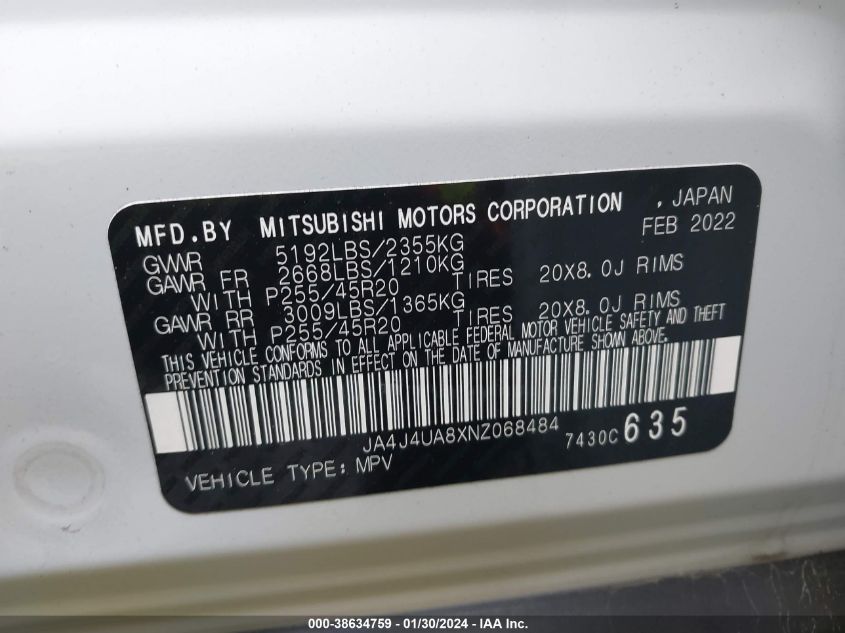 MFD.BY MITSUBISHI MOTORS CORPORATION , JAPAN
FEB 2022
GVWR 5192LBS/2355KG
GAWR FR 2668LBS/1210KG
WITH P255/45R20 TIRES 20X8.0J RIMS
GAWR RR 3009LBS/1365KG
WITH P255/45R20 TIRES 20X8.0J RIMS
THIS VEHICLE CONFORMS TO ALL APPLICABLE FEDERAL MOTOR VEHICLE SAFETY AND THEFT
PREVENTION STANDARDS IN EFFECT ON THE DATE OF MANUFACTURE SHOWN ABOVE.
JA4J4UA8XNZ068484 7430C 635
VEHICLE TYPE: MPV
000-38634759 - 01/30/2024 - IAA Inc.